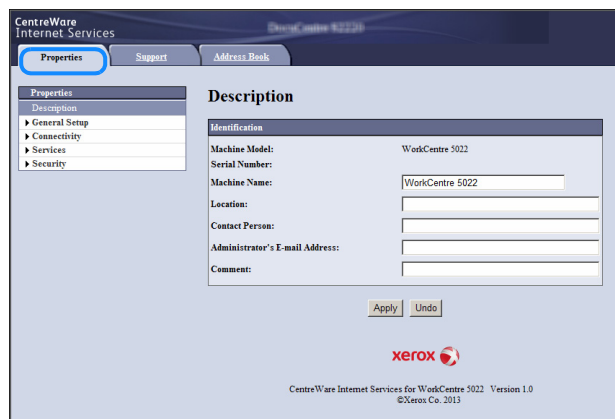 CentreWare
Internet Services
Properties
Support
Address Book
Properties
Description
General Setup
Connectivity
Services
Security
Description
Identification
Machine Model: WorkCentre 5022
Serial Number:
Machine Name: WorkCentre 5022
Location:
Contact Person:
Administrator's E-mail Address:
Comment:
Apply Undo
xerox
CentreWare Internet Services for WorkCentre 5022 Version 1.0
©Xerox Co. 2013